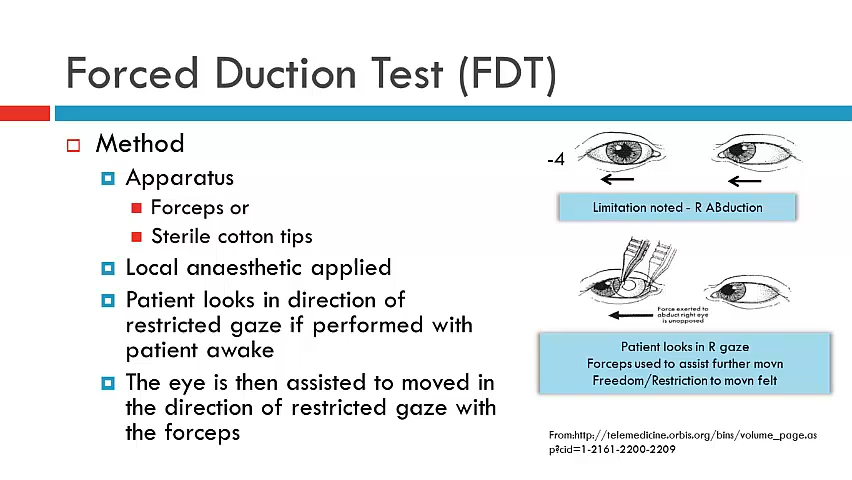 Forced Duction Test (FDT)
Method
Apparatus
Forceps or
Sterile cotton tips
Local anaesthetic applied
Patient looks in direction of
restricted gaze if performed with
patient awake
The eye is then assisted to moved in
the direction of restricted gaze with
the forceps
-4
Limitation noted - R ABduction
Force exerted to
abduct right eye
is unopposed
Patient looks in R gaze
Forceps used to assist further movn
Freedom/Restriction to movn felt
From:http://telemedicine.orbis.org/bins/volume_page.as
p?cid=1-2161-2200-2209